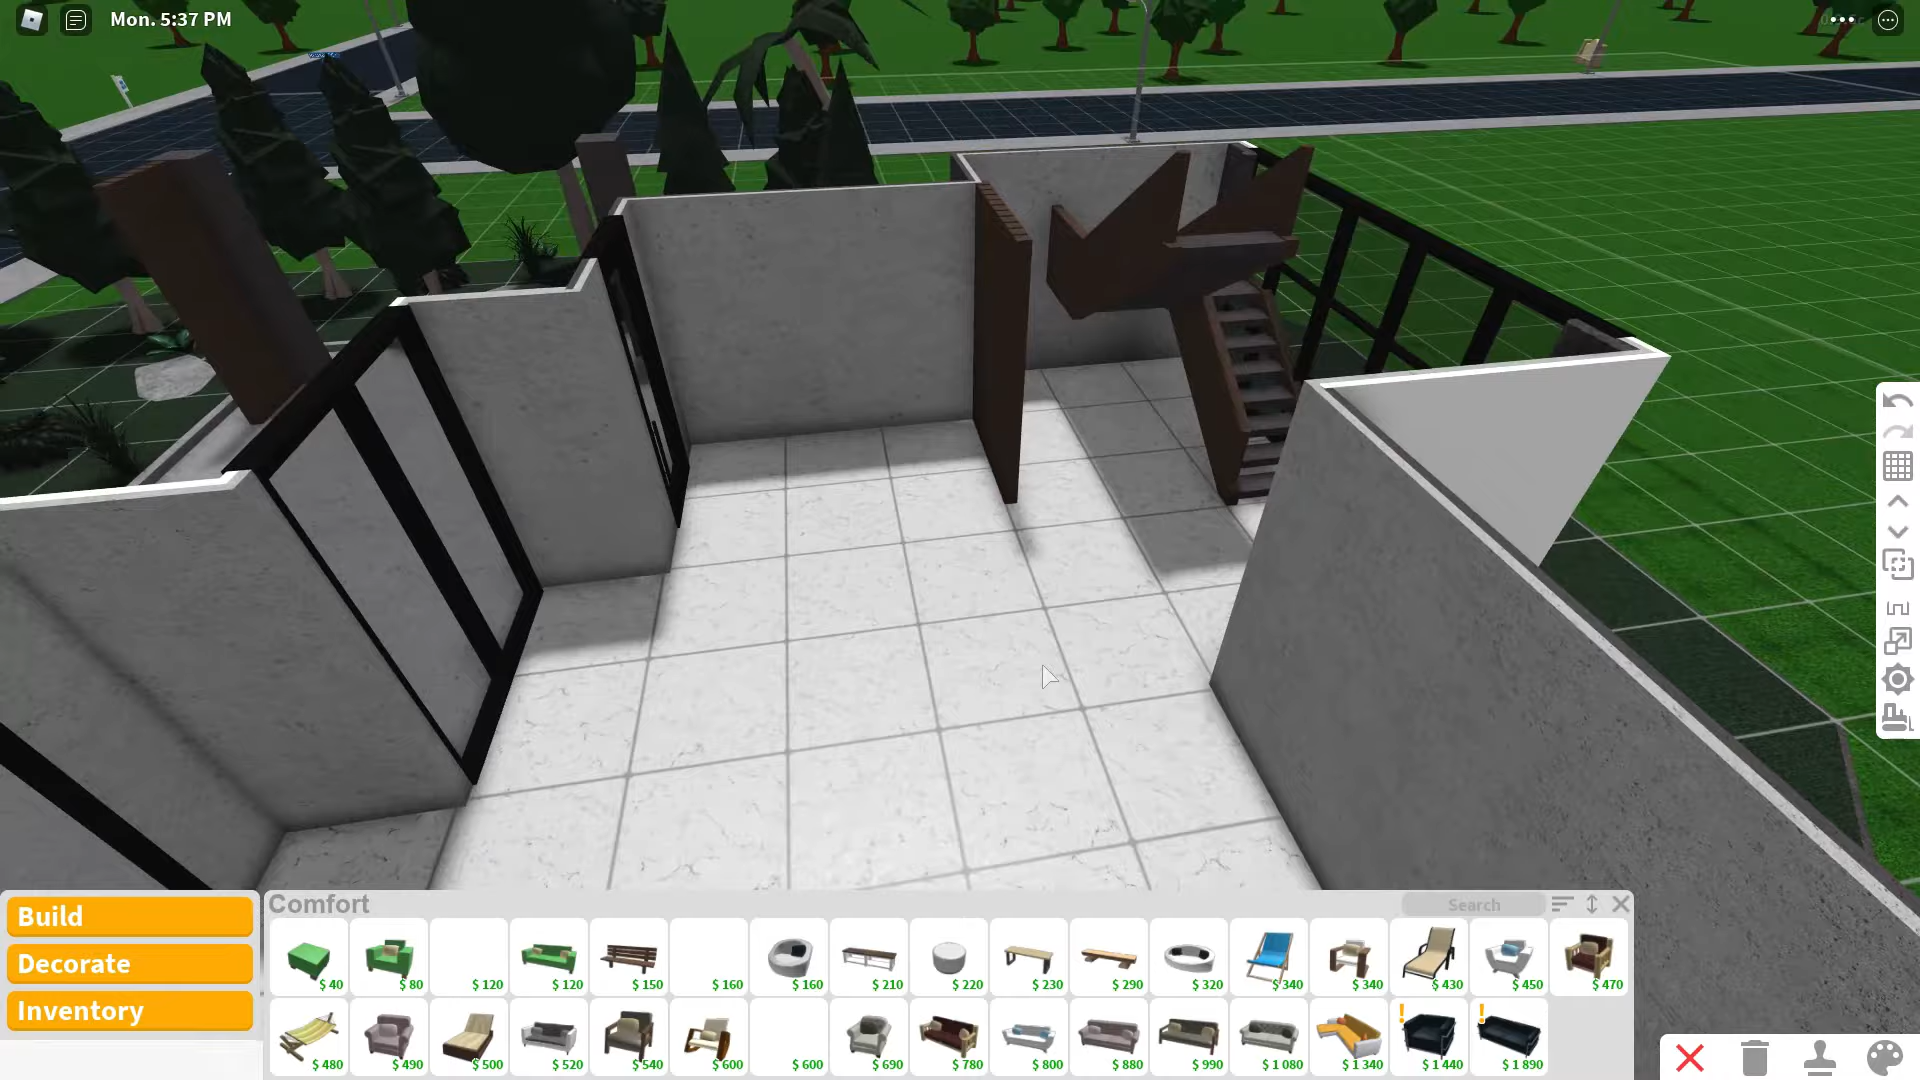 Mon. 5:37 PM
Build
Decorate
Inventory
Comfort
Search
$ 40 $ 80 $ 120 $ 120 $ 150 $ 160 $ 160 $ 210 $ 220 $ 230 $ 290 $ 320 $ 340 $ 340 $ 430 $ 450 $ 470
$ 480 $ 490 $ 500 $ 520 $ 540 $ 600 $ 600 $ 690 $ 780 $ 800 $ 880 $ 990 $ 1 080 $ 1 340 ! $ 1 440 ! $ 1 890